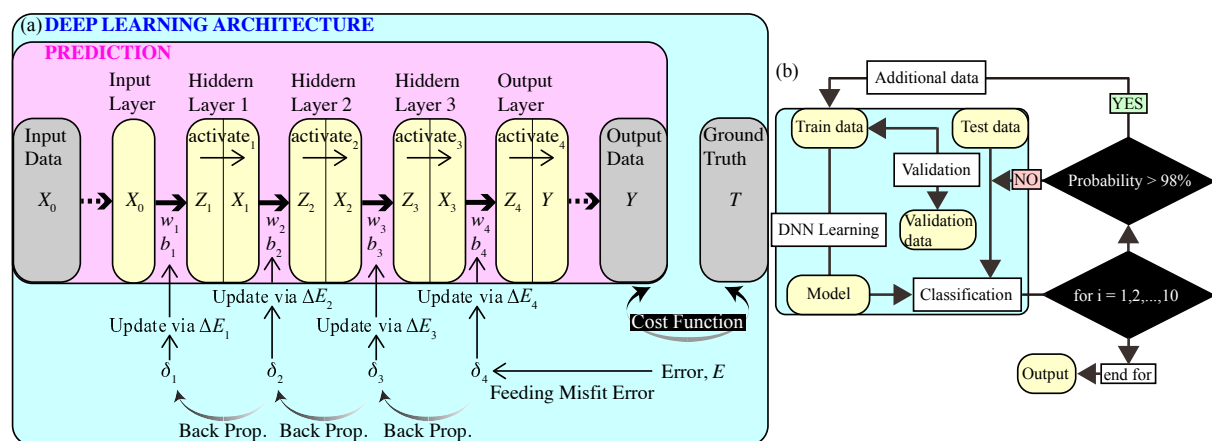 (a) DEEP LEARNING ARCHITECTURE
PREDICTION
Input
Layer
Hiddern
Layer 1
Hiddern
Layer 2
Hiddern
Layer 3
Output
Layer
Input
Data
X₀
X₀
w₁
b₁
activate₁
Z₁ X₁
w₂
b₂
activate₂
Z₂ X₂
w₃
b₃
activate₃
Z₃ X₃
w₄
b₄
activate₄
Z₄ Y
Output
Data
Y
Ground
Truth
T
Update via ΔE₁
Update via ΔE₂
Update via ΔE₃
Update via ΔE₄
Cost Function
δ₁
δ₂
δ₃
δ₄
Error, E
Feeding Misfit Error
Back Prop.
Back Prop.
Back Prop.
(b)
Additional data
YES
Train data
Test data
Validation
NO
Probability > 98%
Validation
data
DNN Learning
Model
Classification
for i = 1,2,...,10
Output
end for